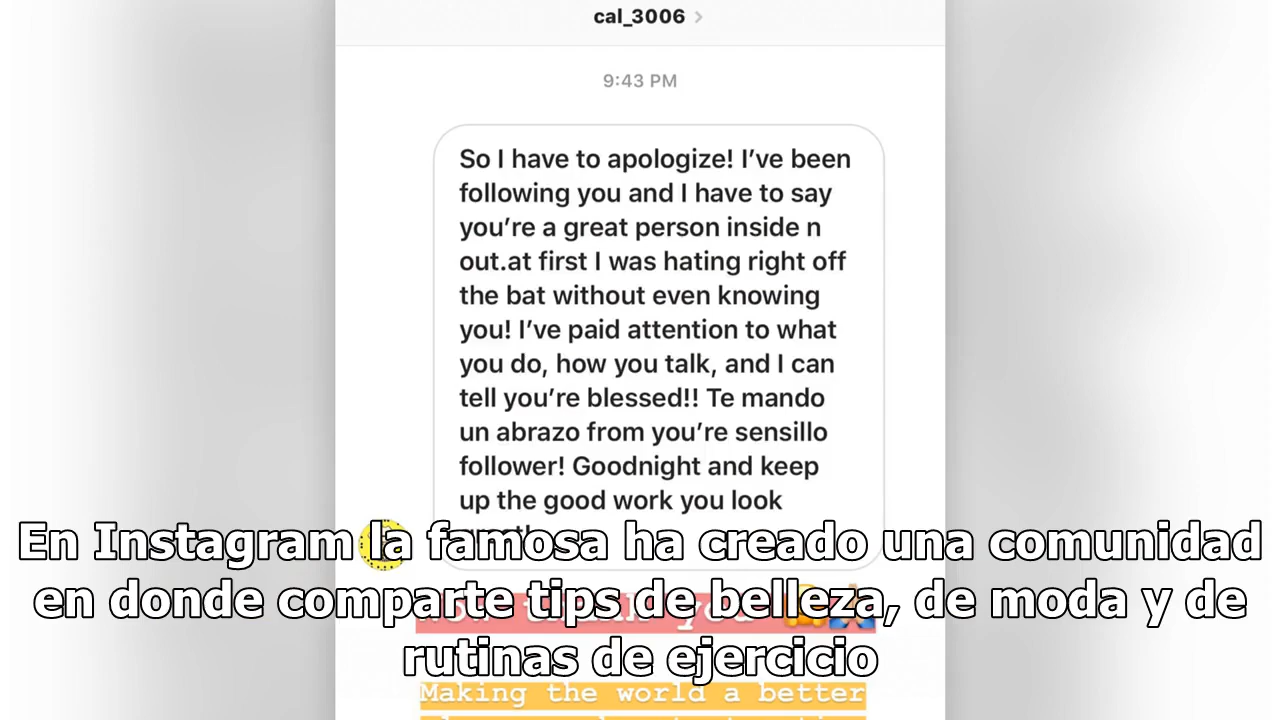 cal_3006
9:43 PM
So I have to apologize! I’ve been
following you and I have to say
you’re a great person inside n
out.at first I was hating right off
the bat without even knowing
you! I’ve paid attention to what
you do, how you talk, and I can
tell you’re blessed!! Te mando
un abrazo from you’re sensillo
follower! Goodnight and keep
up the good work you look
En Instagram la famosa ha creado una comunidad
en donde comparte tips de belleza, de moda y de
rutinas de ejercicio
Making the world a better